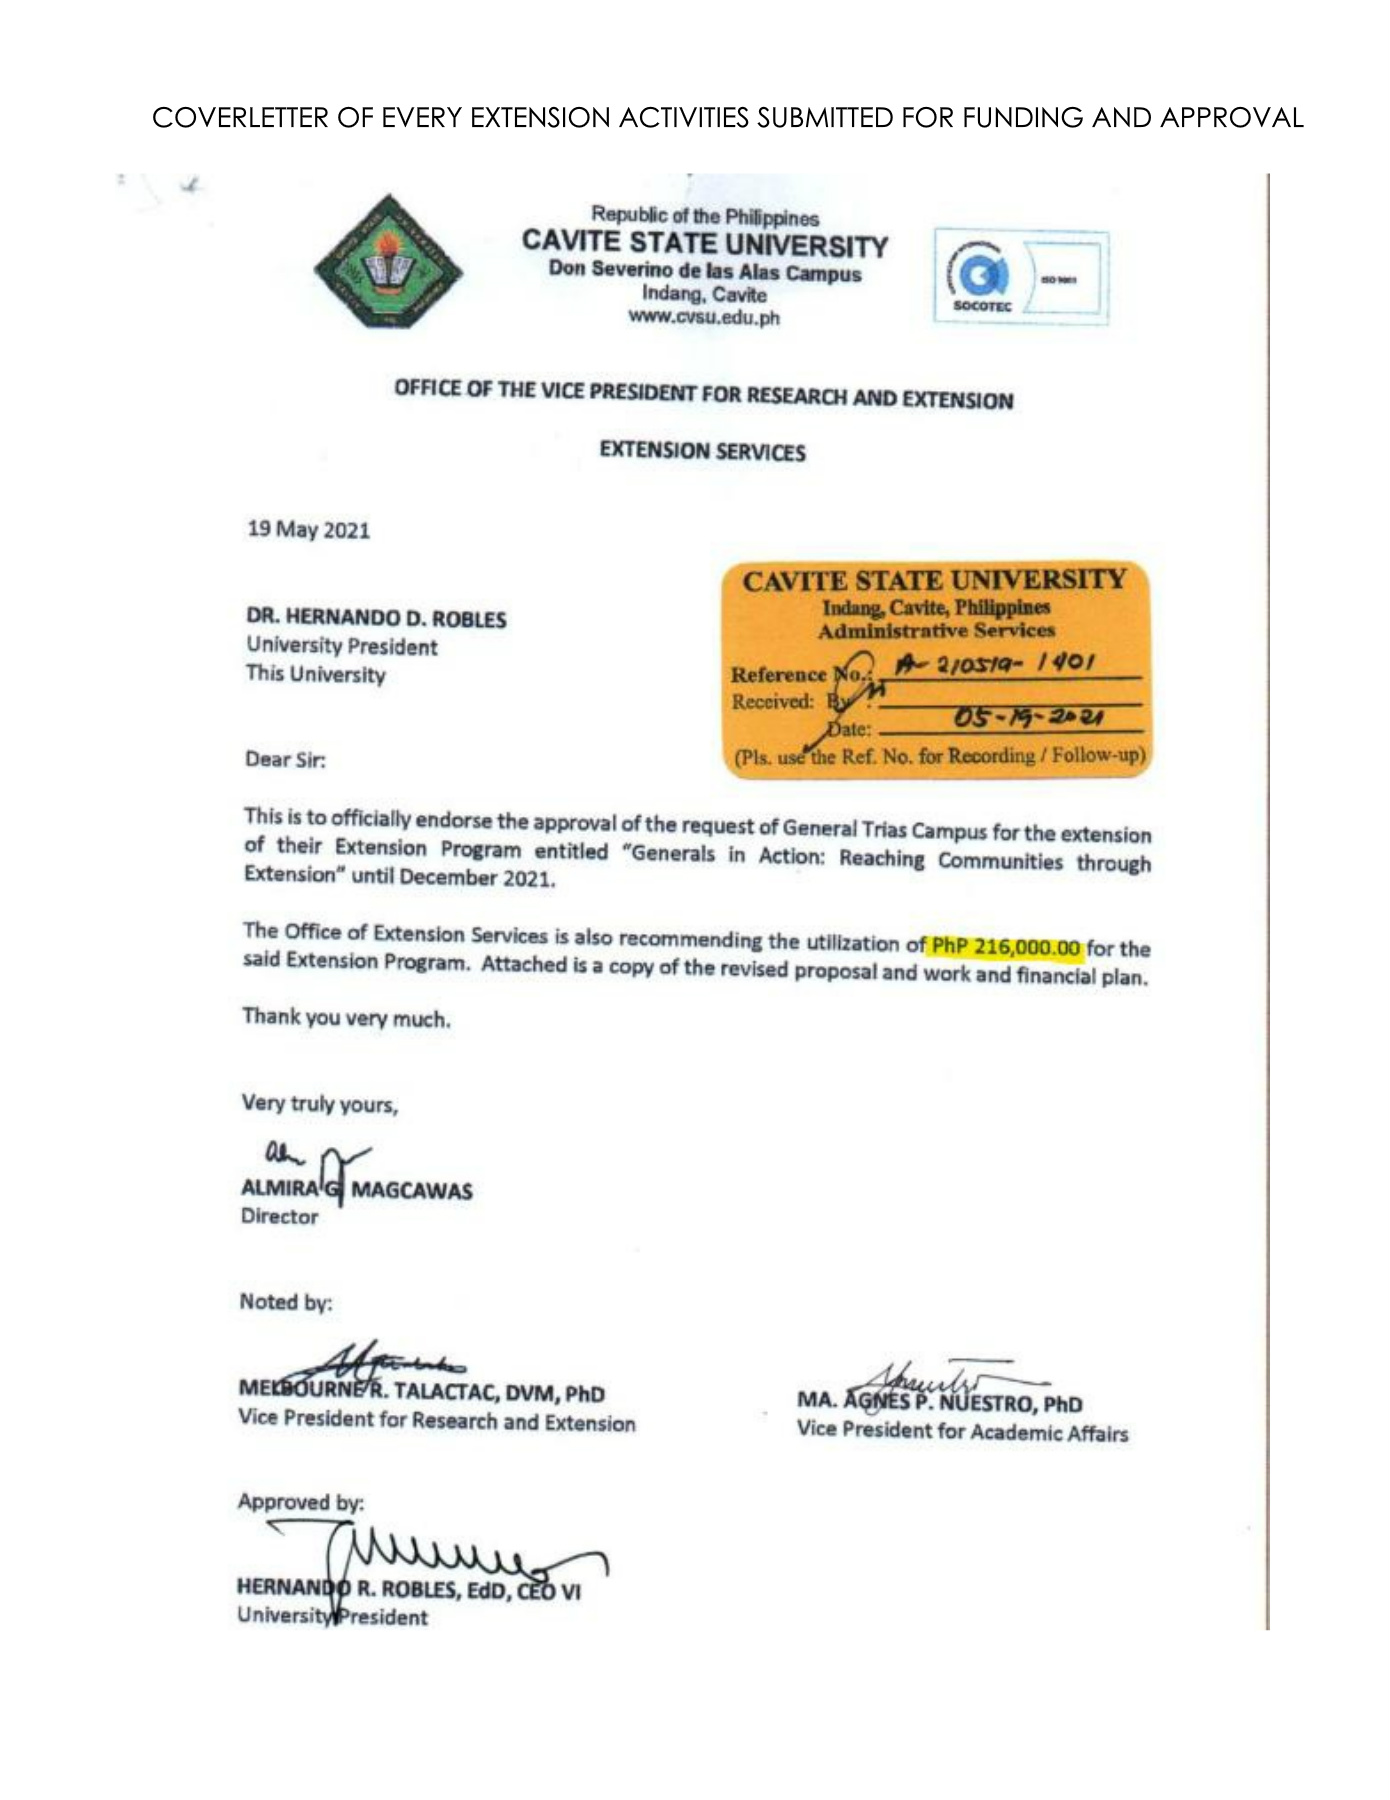 COVERLETTER OF EVERY EXTENSION ACTIVITIES SUBMITTED FOR FUNDING AND APPROVAL
Republic of the Philippines
CAVITE STATE UNIVERSITY
Don Severino de las Alas Campus
Indang, Cavite
www.cvsu.edu.ph
SOCOTEC
ISO 9001
OFFICE OF THE VICE PRESIDENT FOR RESEARCH AND EXTENSION
EXTENSION SERVICES
19 May 2021
CAVITE STATE UNIVERSITY
Indang, Cavite, Philippines
Administrative Services
Reference No.: A-210519-1401
Received: By :
Date: 05-19-2021
(Pls. use the Ref. No. for Recording / Follow-up)
DR. HERNANDO D. ROBLES
University President
This University
Dear Sir:
This is to officially endorse the approval of the request of General Trias Campus for the extension
of their Extension Program entitled “Generals in Action: Reaching Communities through
Extension” until December 2021.
The Office of Extension Services is also recommending the utilization of PhP 216,000.00 for the
said Extension Program. Attached is a copy of the revised proposal and work and financial plan.
Thank you very much.
Very truly yours,
ALMIRA G. MAGCAWAS
Director
Noted by:
MELBOURNE R. TALACTAC, DVM, PhD
Vice President for Research and Extension
MA. AGNES P. NUESTRO, PhD
Vice President for Academic Affairs
Approved by:
HERNANDO R. ROBLES, EdD, CEO VI
University President